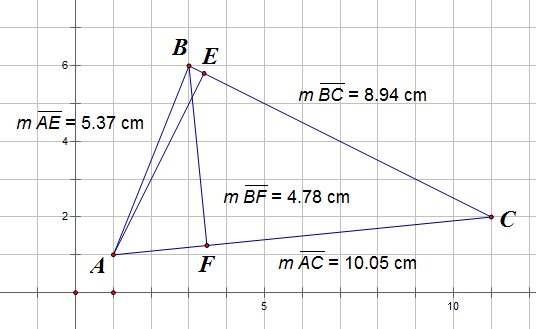 B E
6
m BC = 8.94 cm
m AE = 5.37 cm
4
m BF = 4.78 cm
2
C
A
F
m AC = 10.05 cm
5
10